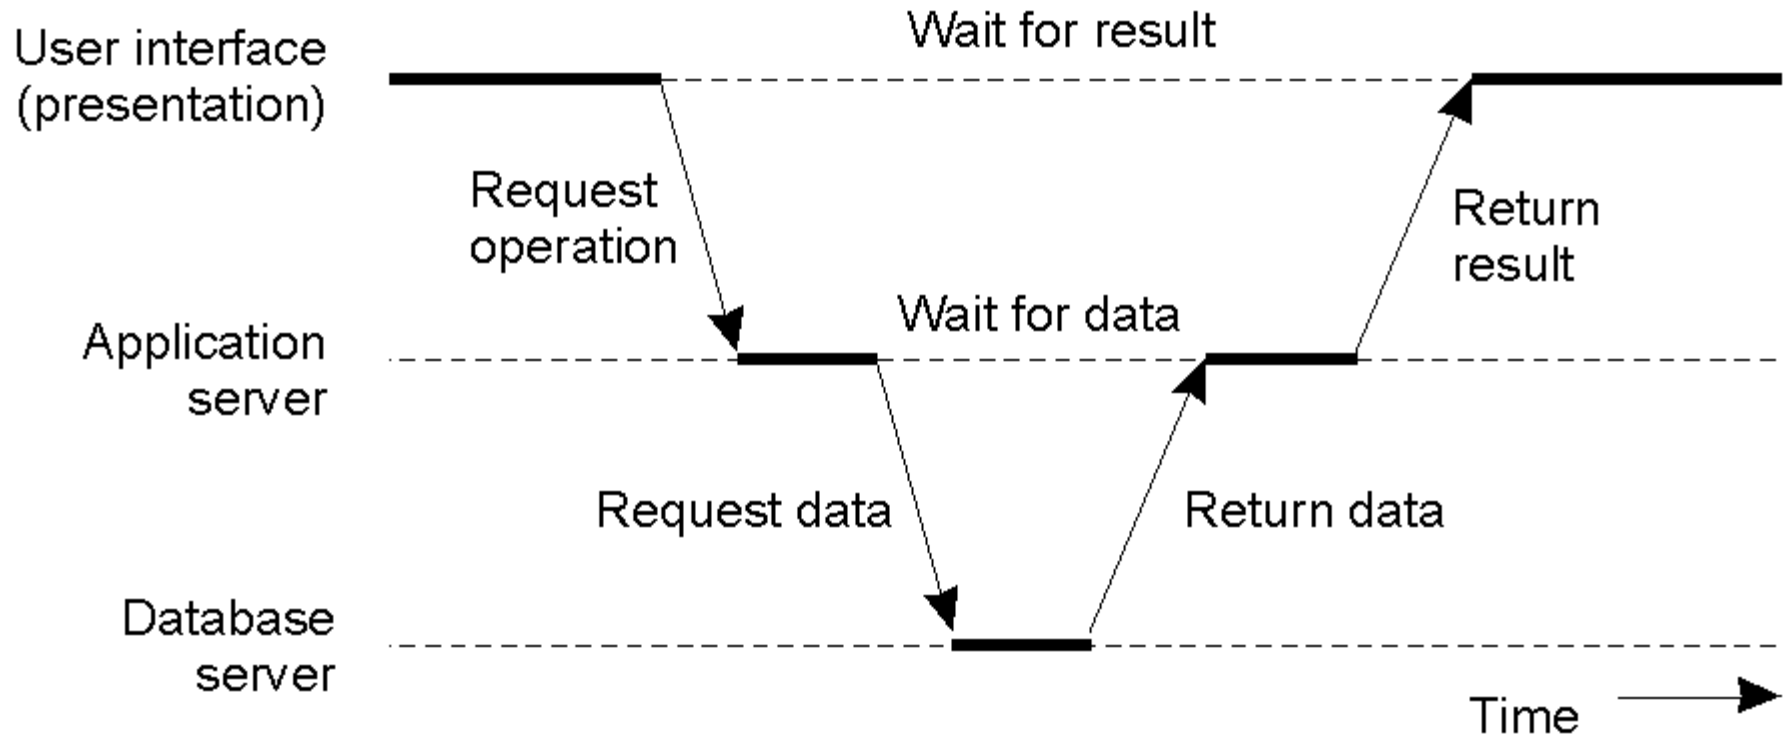 Wait for result
User interface
(presentation)
Request
operation
Return
result
Wait for data
Application
server
Request data
Return data
Database
server
Time